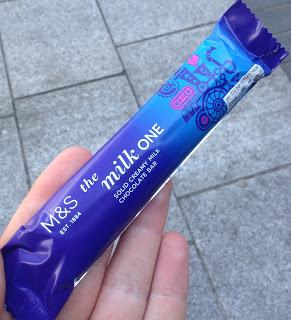 M&S
EST 1884
the milk ONE
SOLID CREAMY MILK
CHOCOLATE BAR